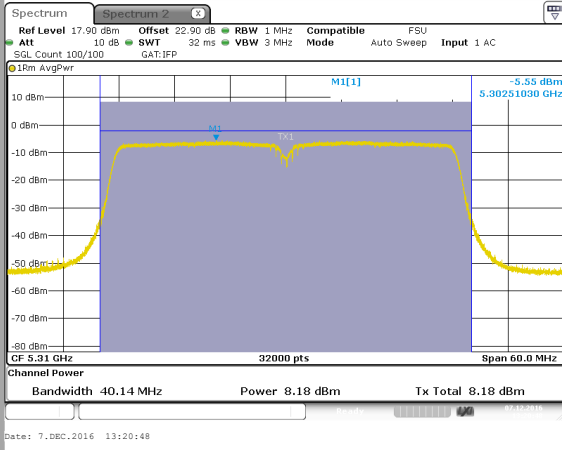 Spectrum Spectrum 2 X
Ref Level 17.90 dBm Offset 22.90 dB RBW 1 MHz Compatible FSU
Att 10 dB SWT 32 ms VBW 3 MHz Mode Auto Sweep Input 1 AC
SGL Count 100/100 GAT:IFP
1Rm AvgPwr
M1[1] -5.55 dBm
5.30251030 GHz
10 dBm
0 dBm
M1
TX1
-10 dBm
-20 dBm
-30 dBm
-40 dBm
-50 dBm
-60 dBm
-70 dBm
-80 dBm
CF 5.31 GHz 32000 pts Span 60.0 MHz
Channel Power
Bandwidth 40.14 MHz Power 8.18 dBm Tx Total 8.18 dBm
Ready 07.12.2016
Date: 7.DEC.2016 13:20:48